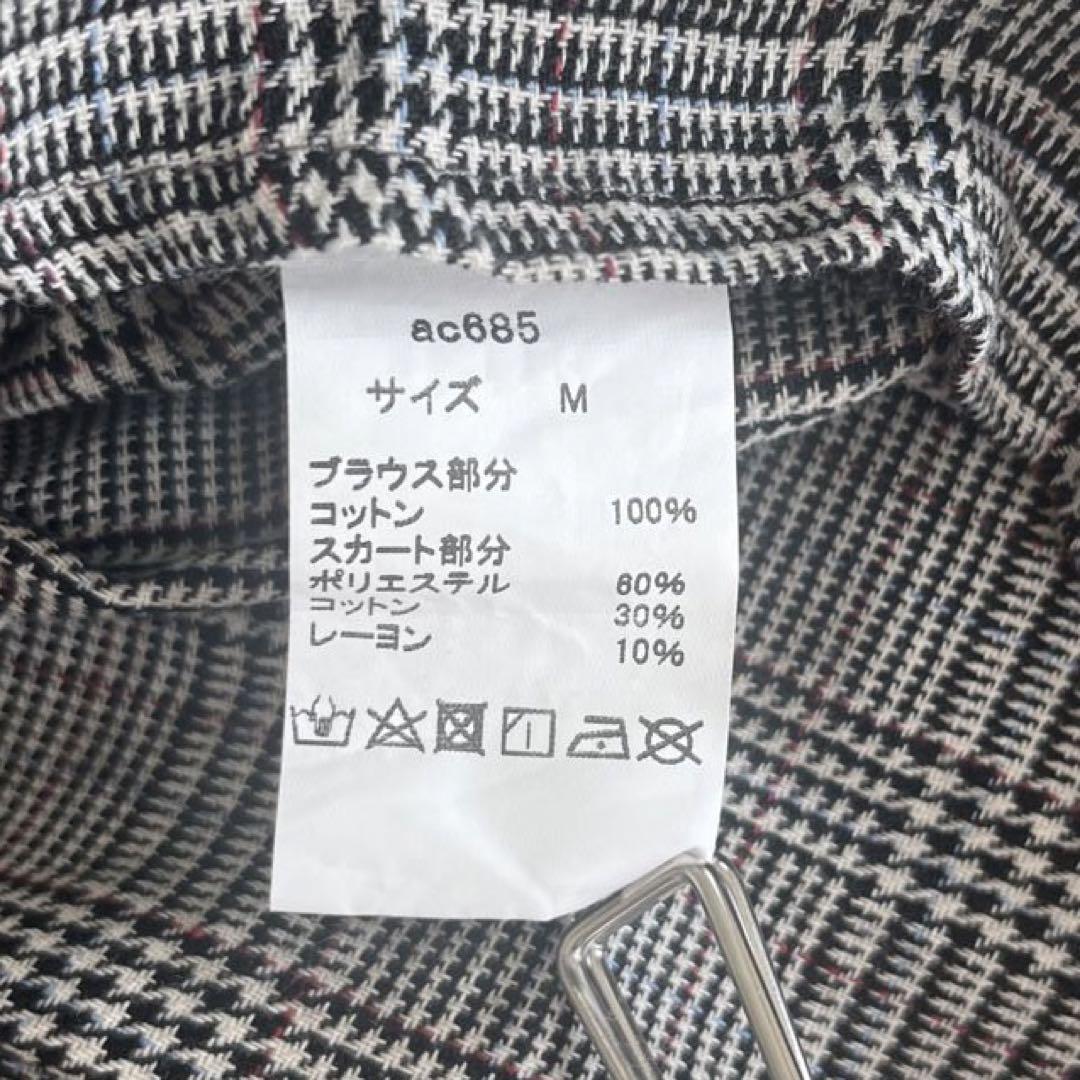 ac685
サイズ M
ブラウス部分
コットン 100%
スカート部分
ポリエステル 60%
コットン 30%
レーヨン 10%